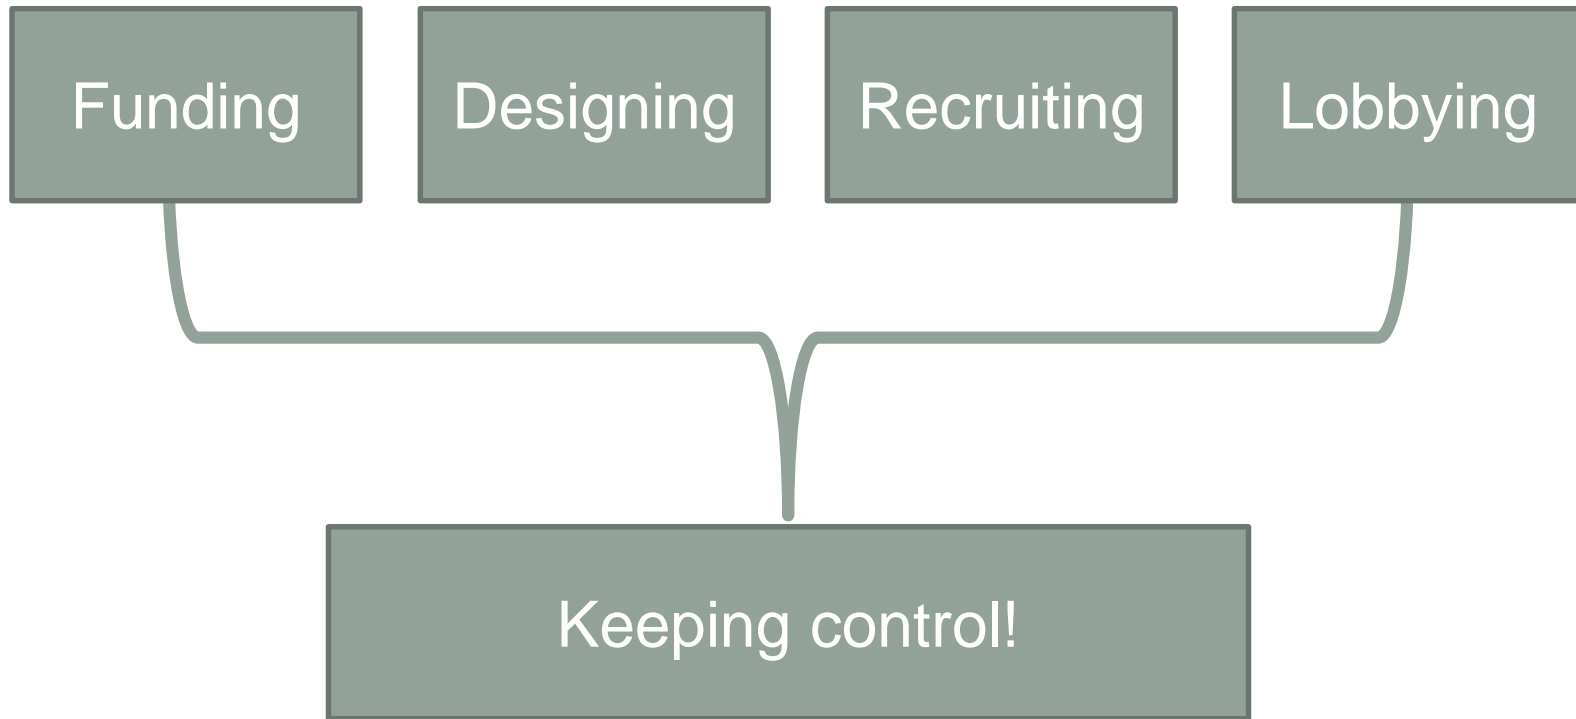 Funding
Designing
Recruiting
Lobbying
Keeping control!